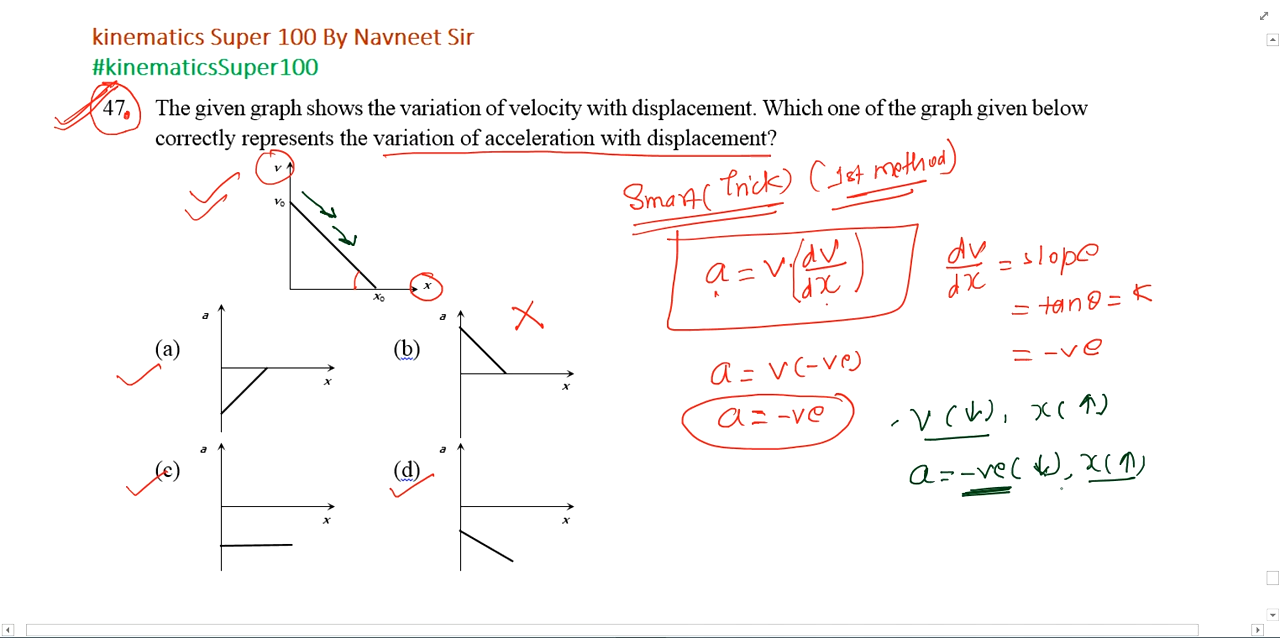 kinematics Super 100 By Navneet Sir
#kinematicsSuper100
47. The given graph shows the variation of velocity with displacement. Which one of the graph given below
correctly represents the variation of acceleration with displacement?
v
v₀
x₀
x
Smart (Trick) (1st method)
a = v.(dv/dx)
dv/dx = slope
= tanθ = k
= -ve
a = v(-ve)
a = -ve
v(↓), x(↑)
a = -ve(↓), x(↑)
(a)
a
x
(b)
a
x
(c)
a
x
(d)
a
x